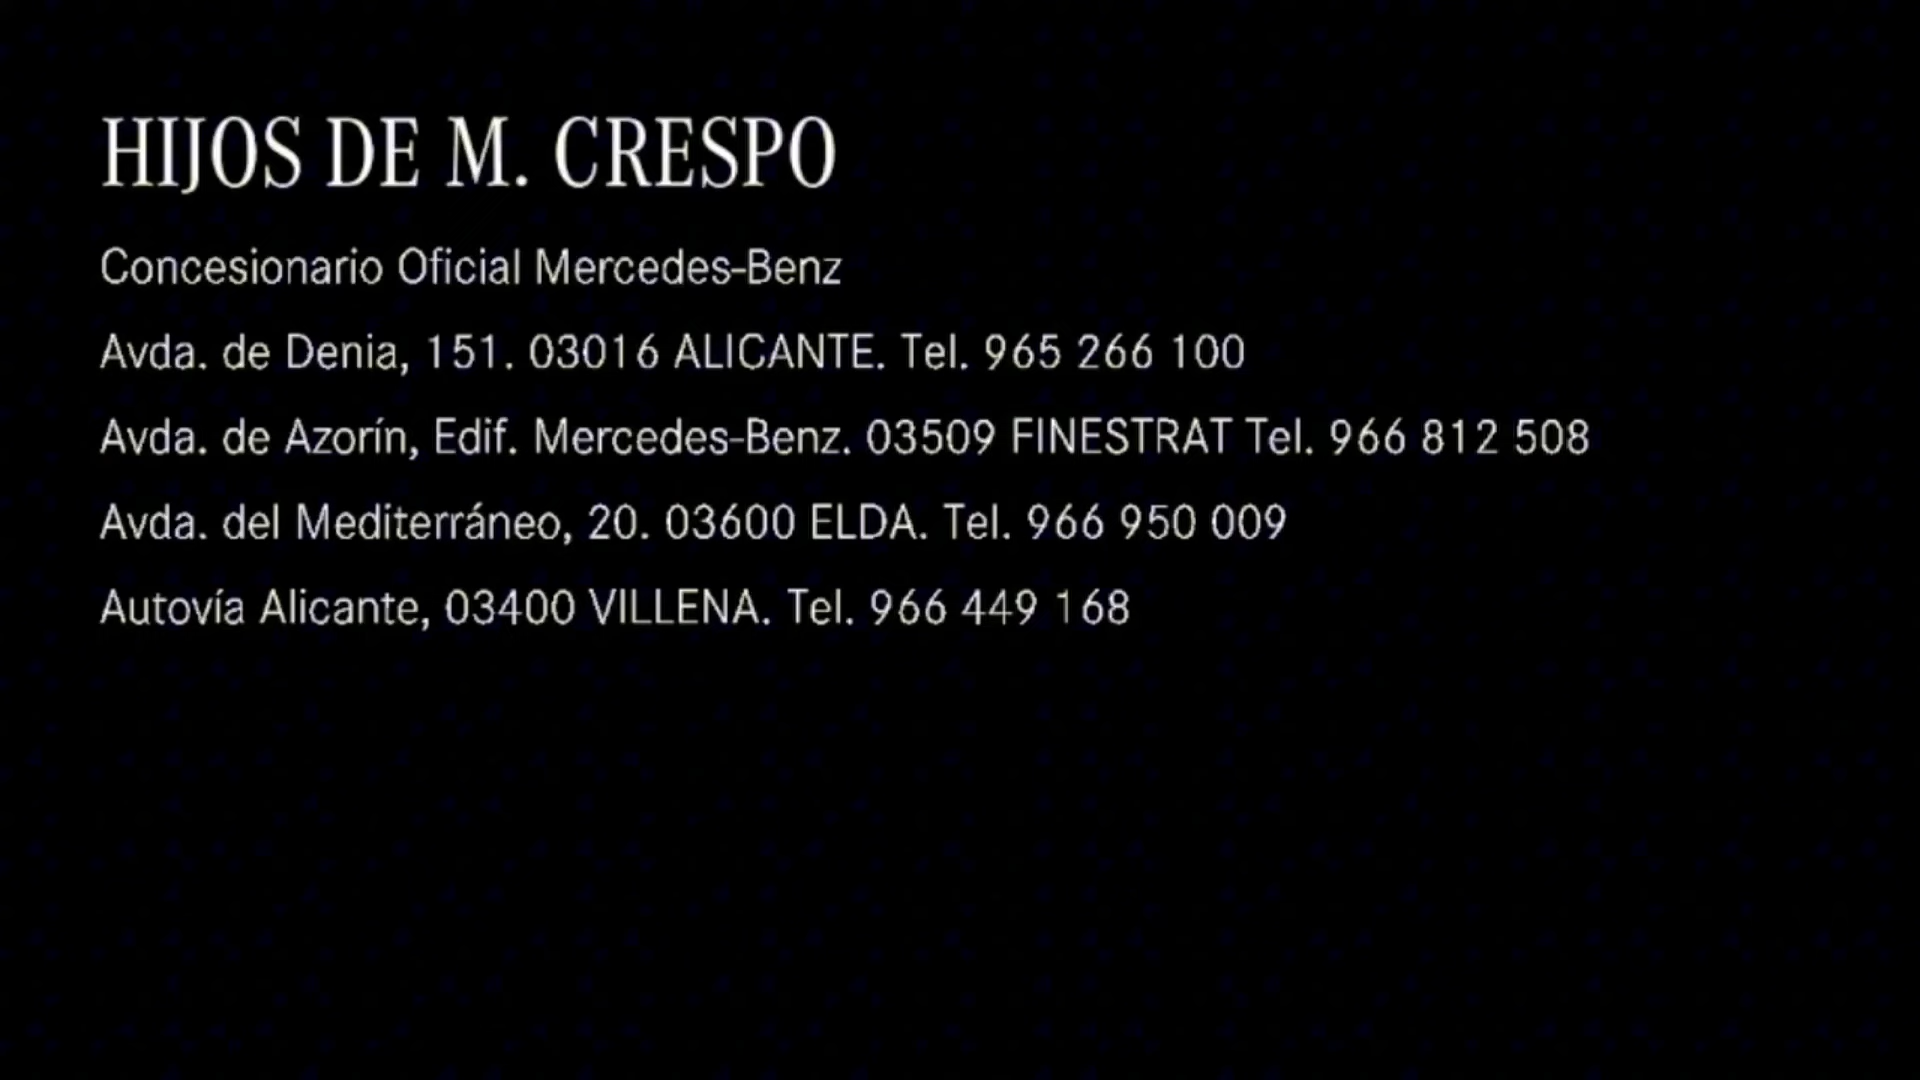 HIJOS DE M. CRESPO
Concesionario Oficial Mercedes-Benz
Avda. de Denia, 151. 03016 ALICANTE. Tel. 965 266 100
Avda. de Azorín, Edif. Mercedes-Benz. 03509 FINESTRAT Tel. 966 812 508
Avda. del Mediterráneo, 20. 03600 ELDA. Tel. 966 950 009
Autovía Alicante, 03400 VILLENA. Tel. 966 449 168